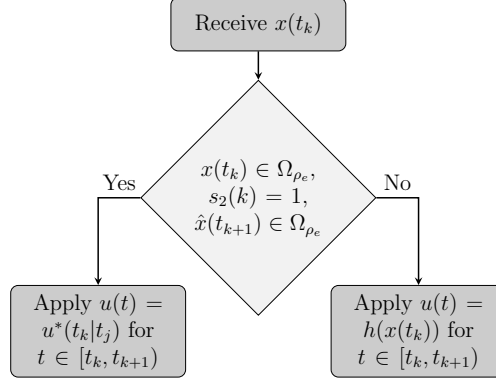 Receive x(t_k)
x(t_k) ∈ Ω_{ρ_e},
s_2(k) = 1,
x̂(t_{k+1}) ∈ Ω_{ρ_e}
Yes
No
Apply u(t) =
u*(t_k|t_j) for
t ∈ [t_k, t_{k+1})
Apply u(t) =
h(x(t_k)) for
t ∈ [t_k, t_{k+1})